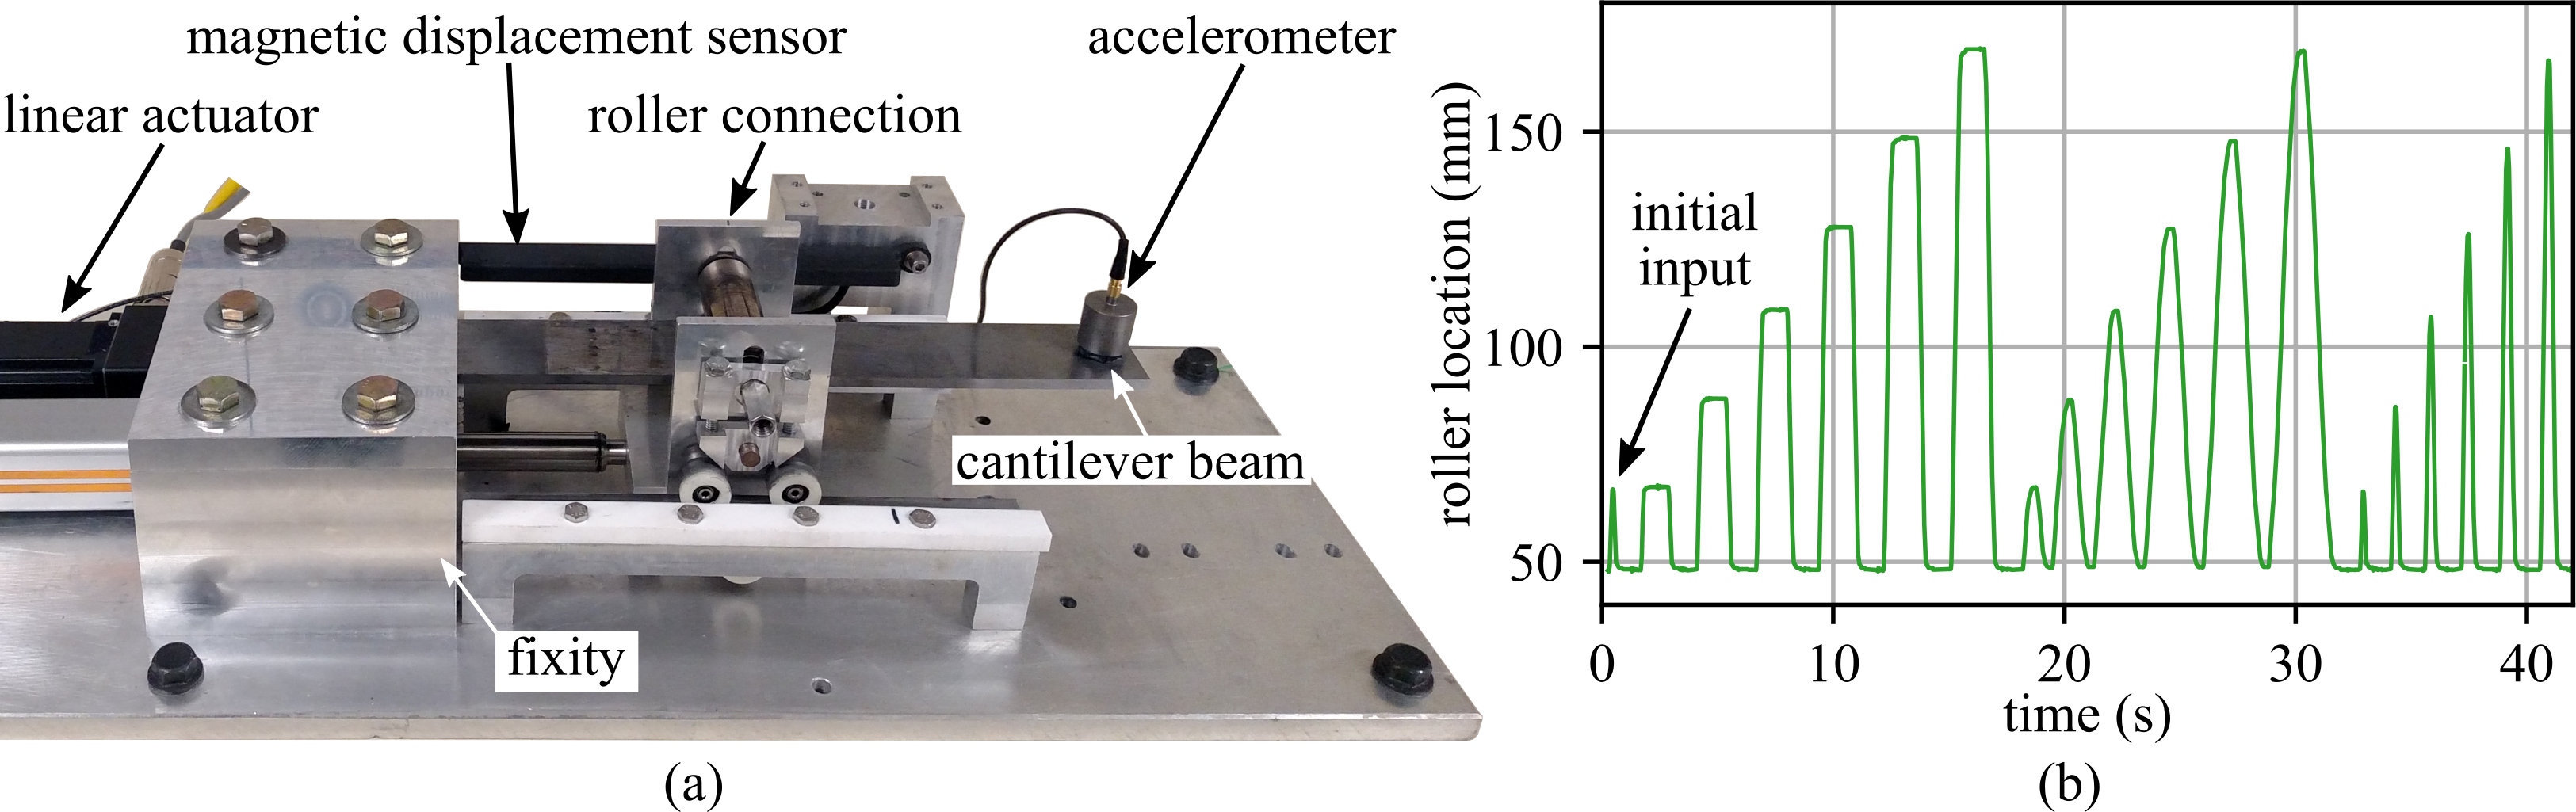 magnetic displacement sensor
accelerometer
linear actuator
roller connection
cantilever beam
fixity
(a)
roller location (mm)
150
100
50
initial
input
0 10 20 30 40
time (s)
(b)